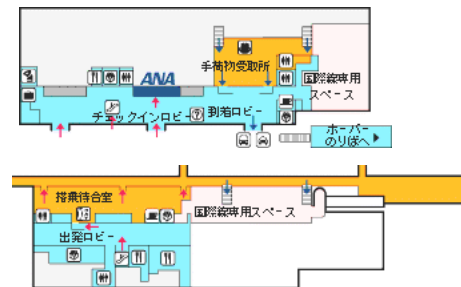 手荷物受取所
ANA
国際線専用
スペース
チェックインロビー
?
到着ロビー
ホーバー
のりばへ
搭乗待合室
国際線専用スペース
出発ロビー